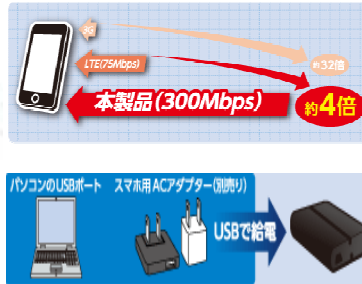 3G
約32倍
LTE(75Mbps)
本製品(300Mbps)
約4倍
パソコンのUSBポート スマホ用ACアダプター(別売り)
USBで給電